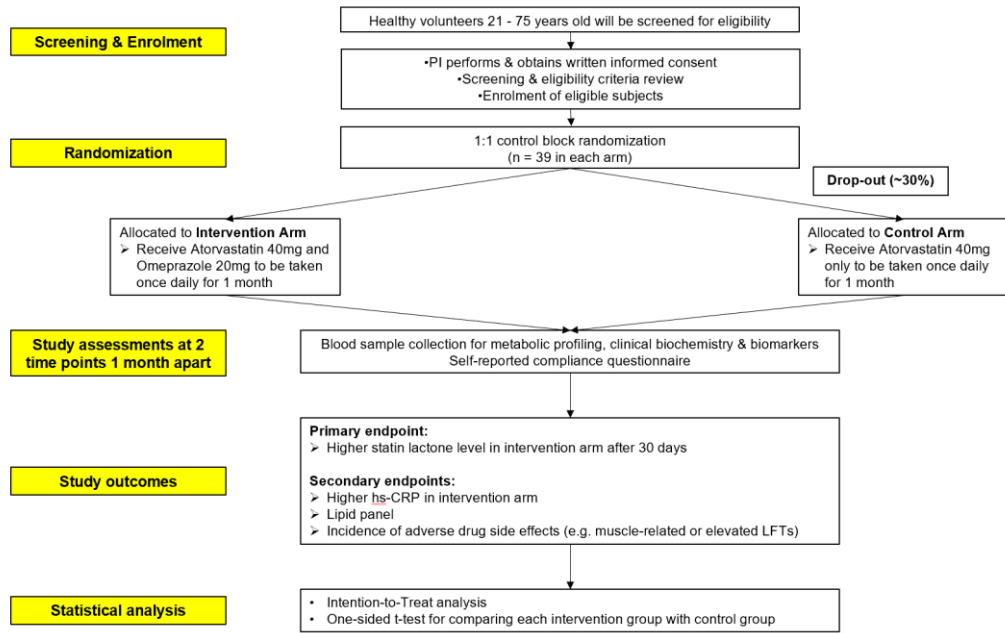 Screening & Enrolment
Healthy volunteers 21 - 75 years old will be screened for eligibility
•PI performs & obtains written informed consent
•Screening & eligibility criteria review
•Enrolment of eligible subjects
Randomization
1:1 control block randomization
(n = 39 in each arm)
Drop-out (~30%)
Allocated to Intervention Arm
➢ Receive Atorvastatin 40mg and
Omeprazole 20mg to be taken
once daily for 1 month
Allocated to Control Arm
➢ Receive Atorvastatin 40mg
only to be taken once daily
for 1 month
Study assessments at 2
time points 1 month apart
Blood sample collection for metabolic profiling, clinical biochemistry & biomarkers
Self-reported compliance questionnaire
Study outcomes
Primary endpoint:
➢ Higher statin lactone level in intervention arm after 30 days
Secondary endpoints:
➢ Higher hs-CRP in intervention arm
➢ Lipid panel
➢ Incidence of adverse drug side effects (e.g. muscle-related or elevated LFTs)
Statistical analysis
• Intention-to-Treat analysis
• One-sided t-test for comparing each intervention group with control group